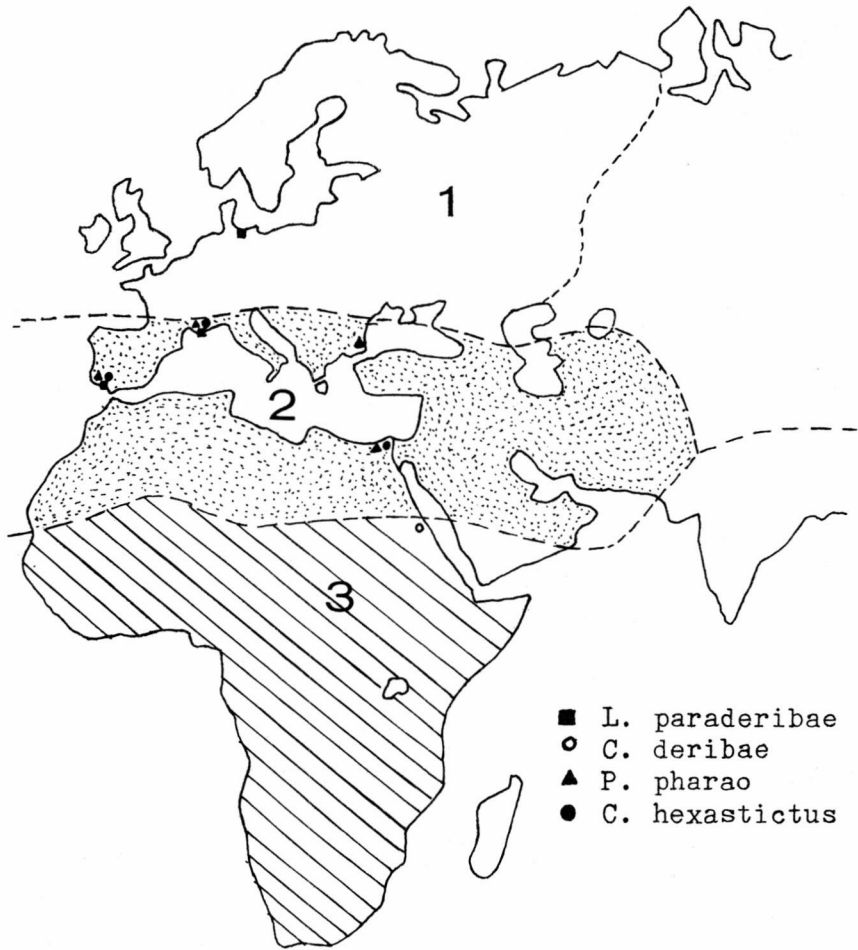 1
2
3
L. paraderibae
C. deribae
P. pharao
C. hexastictus